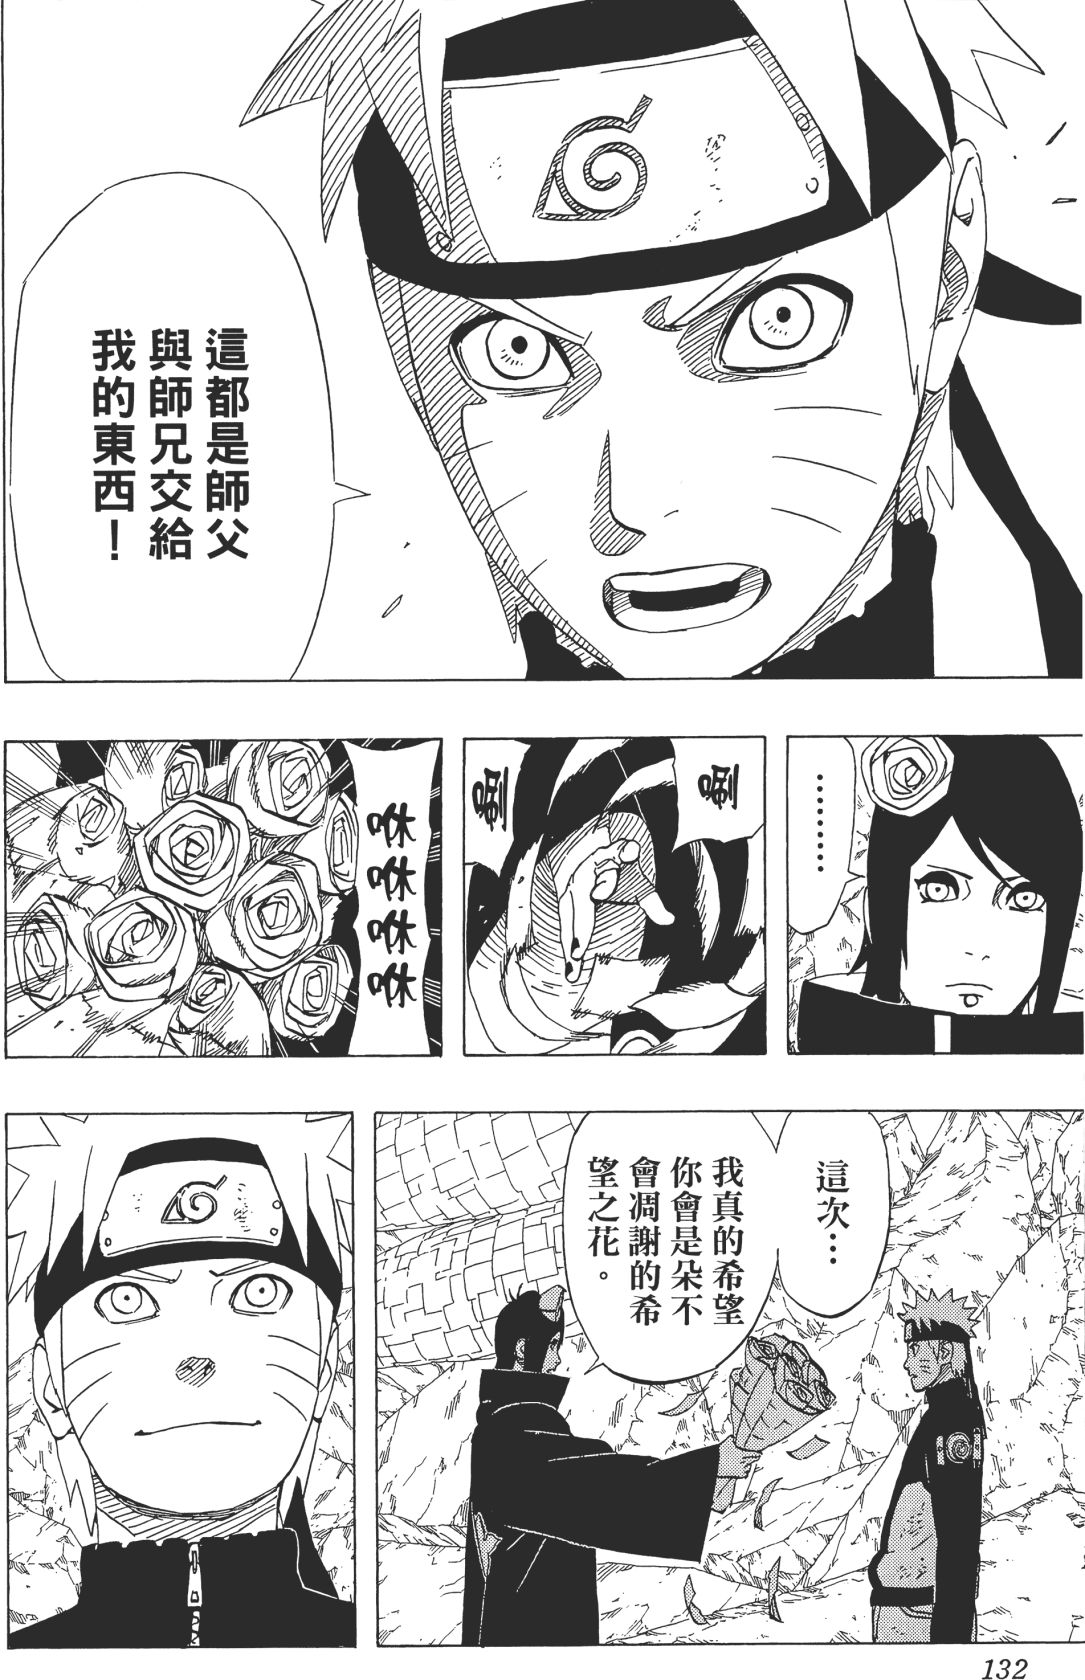 這都是師父
與師兄交給
我的東西！
………
唰
唰
咻咻咻咻
這次…
我真的希望
你會是朵不
會凋謝的希
望之花。
132